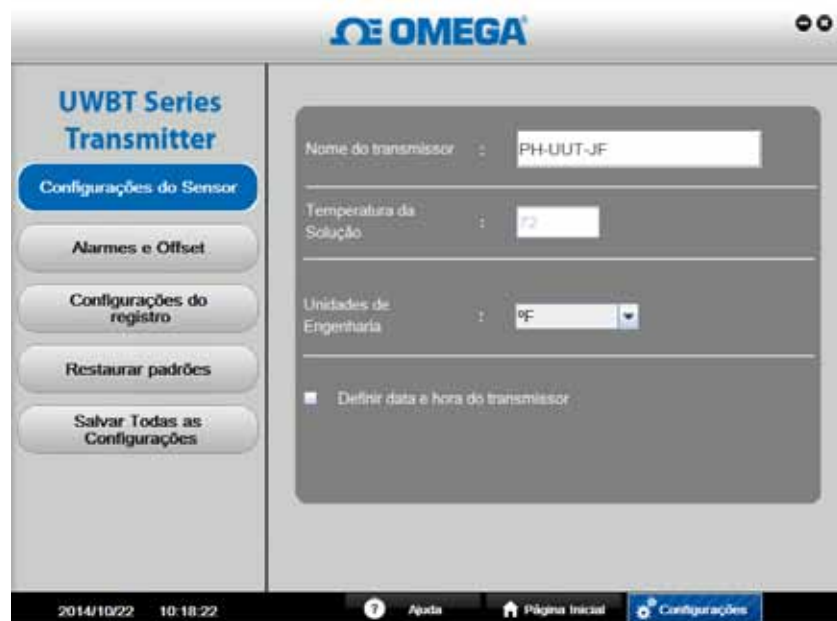 OMEGA
UWBT Series
Transmitter
Configurações do Sensor
Alarmes e Offset
Configurações do
registro
Restaurar padrões
Salvar Todas as
Configurações
Nome do transmissor : PH-UUT-JF
Temperatura da
Solução : 72
Unidades de
Engenharia : ºF
Definir data e hora do transmissor
2014/10/22 10:18:22
? Ajuda
Página Inicial
Configurações